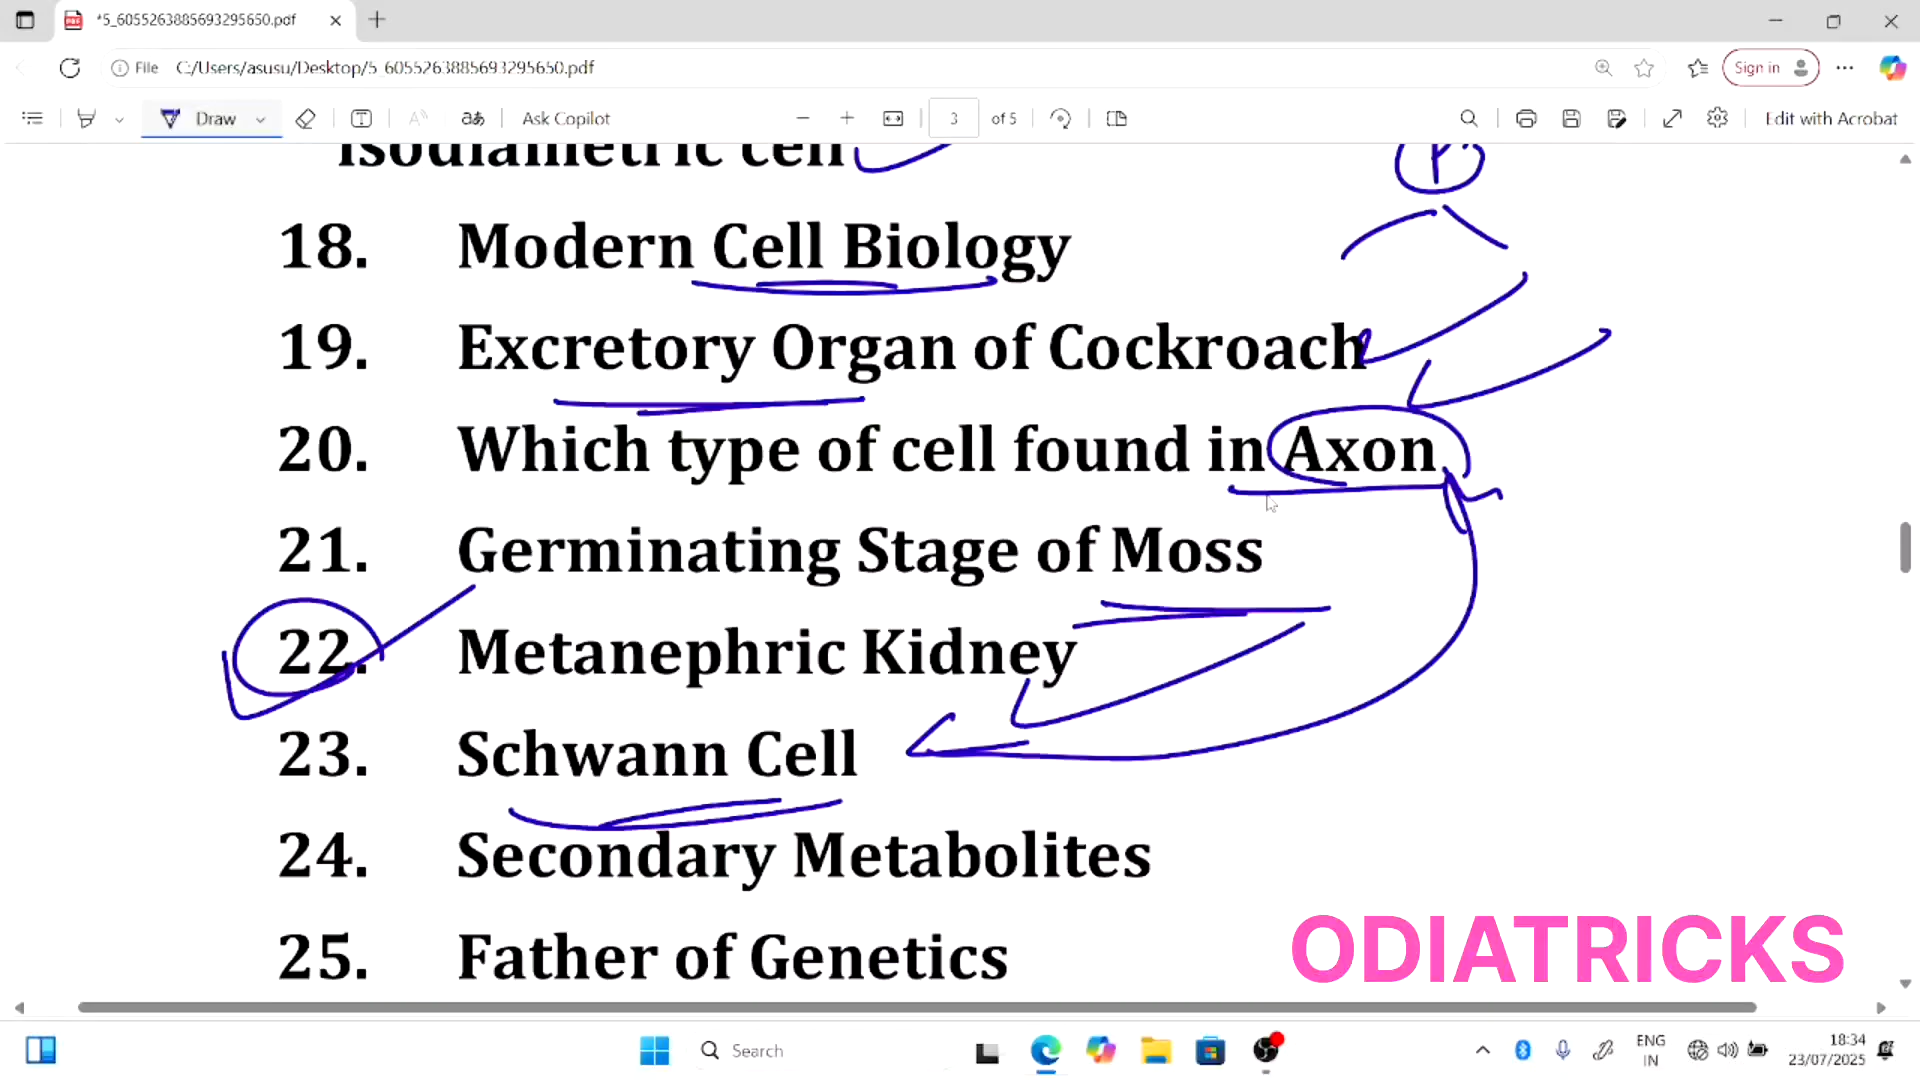 *5_6055263885693295650.pdf
File C:/Users/asusu/Desktop/5_6055263885693295650.pdf
Sign in
Draw
Ask Copilot
3 of 5
Edit with Acrobat
Isodiametric cell
18. Modern Cell Biology
19. Excretory Organ of Cockroach
20. Which type of cell found in Axon
21. Germinating Stage of Moss
22. Metanephric Kidney
23. Schwann Cell
24. Secondary Metabolites
25. Father of Genetics
ODIATRICKS
Search
ENG
IN
18:34
23/07/2025